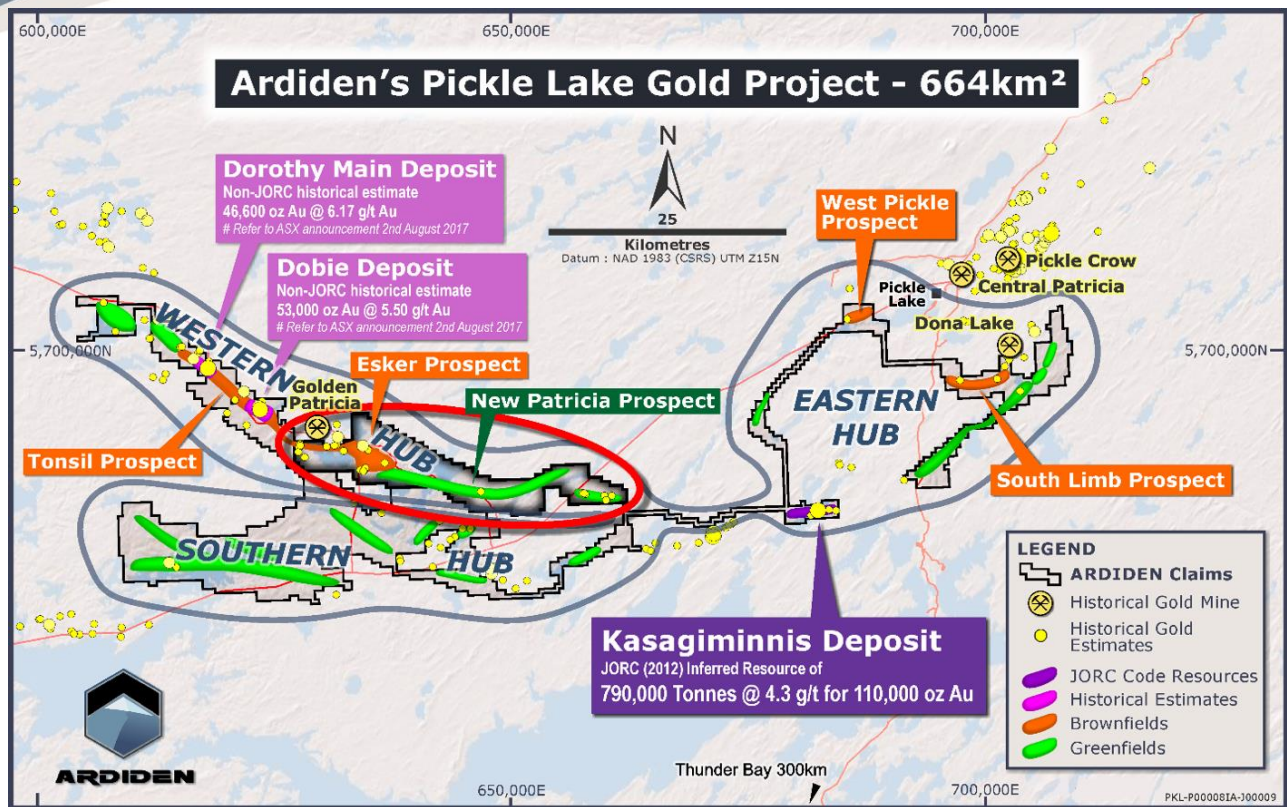 600,000E
650,000E
700,000E
Ardiden's Pickle Lake Gold Project - 664km²
Dorothy Main Deposit
Non-JORC historical estimate
46,600 oz Au @ 6.17 g/t Au
# Refer to ASX announcement 2nd August 2017
Dobie Deposit
Non-JORC historical estimate
53,000 oz Au @ 5.50 g/t Au
# Refer to ASX announcement 2nd August 2017
N
25
Kilometres
Datum : NAD 1983 (CSRS) UTM Z15N
West Pickle
Prospect
Pickle Crow
Central Patricia
Pickle
Lake
Dona Lake
5,700,000N
5,700,000N
WESTERN
HUB
Golden
Patricia
Esker Prospect
New Patricia Prospect
Tonsil Prospect
EASTERN
HUB
South Limb Prospect
SOUTHERN
HUB
Kasagiminnis Deposit
JORC (2012) Inferred Resource of
790,000 Tonnes @ 4.3 g/t for 110,000 oz Au
LEGEND
ARDIDEN Claims
Historical Gold Mine
Historical Gold
Estimates
JORC Code Resources
Historical Estimates
Brownfields
Greenfields
ARDIDEN
Thunder Bay 300km
650,000E
700,000E
PKL-P00008IA-J00009